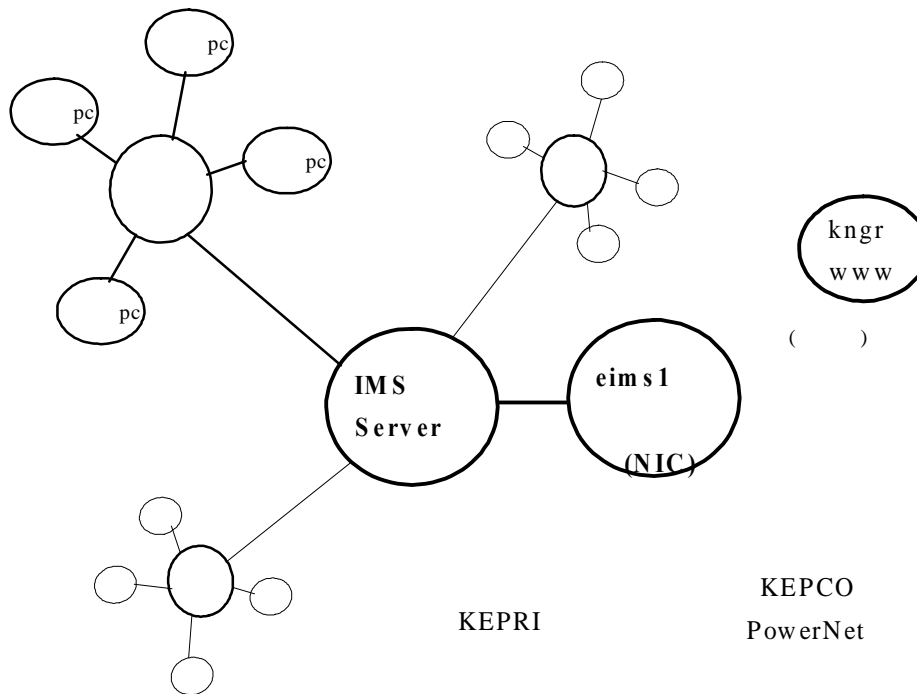 pc
pc
pc
pc
kngr
www
(       )
IMS
Server
eims1
(NIC)
KEPRI
KEPCO
PowerNet